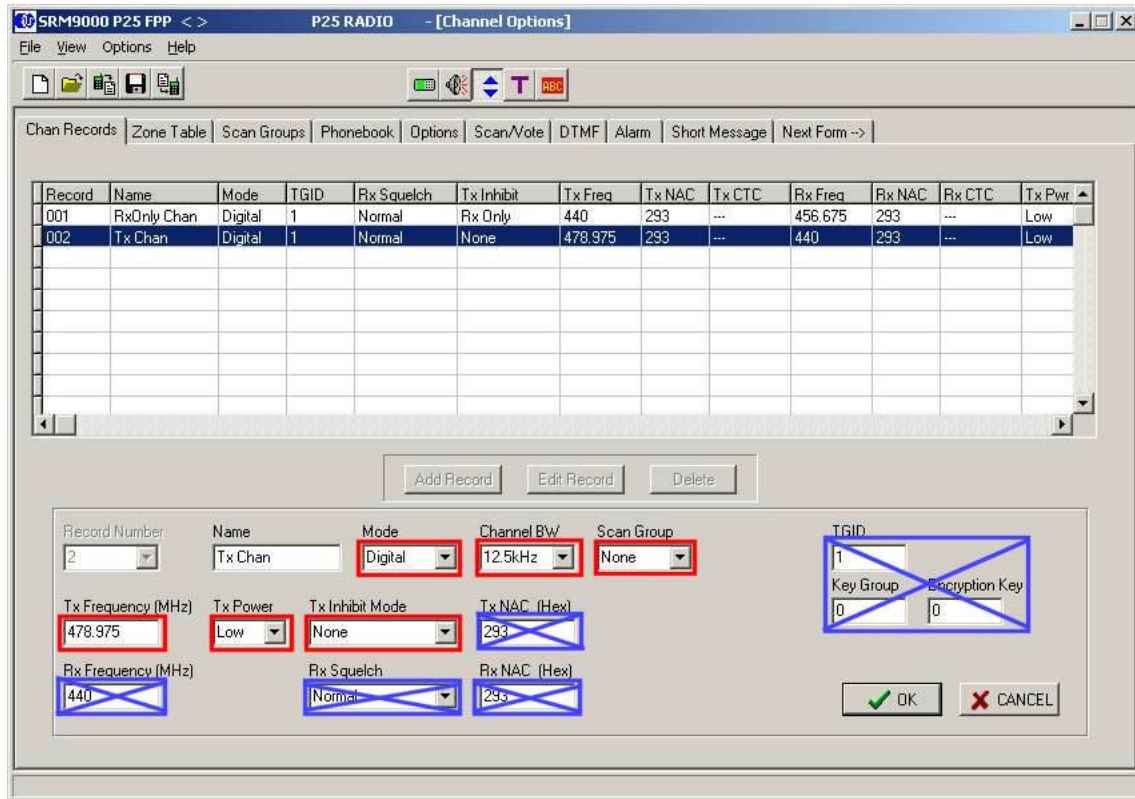 SRM9000 P25 FPP < > P25 RADIO - [Channel Options]
File View Options Help
T ABC
Chan Records Zone Table Scan Groups Phonebook Options Scan/Vote DTMF Alarm Short Message Next Form -->
Record Name Mode TGID Rx Squelch Tx Inhibit Tx Freq Tx NAC Tx CTC Rx Freq Rx NAC Rx CTC Tx Pwr
001 RxOnly Chan Digital 1 Normal Rx Only 440 293 --- 456.675 293 --- Low
002 Tx Chan Digital 1 Normal None 478.975 293 --- 440 293 --- Low
Add Record Edit Record Delete
Record Number Name Mode Channel BW Scan Group TGID
2 Tx Chan Digital 12.5kHz None 1
Key Group Encryption Key
0 0
Tx Frequency (MHz) Tx Power Tx Inhibit Mode Tx NAC (Hex)
478.975 Low None 293
Rx Frequency (MHz) Rx Squelch Rx NAC (Hex)
440 Normal 293
OK CANCEL